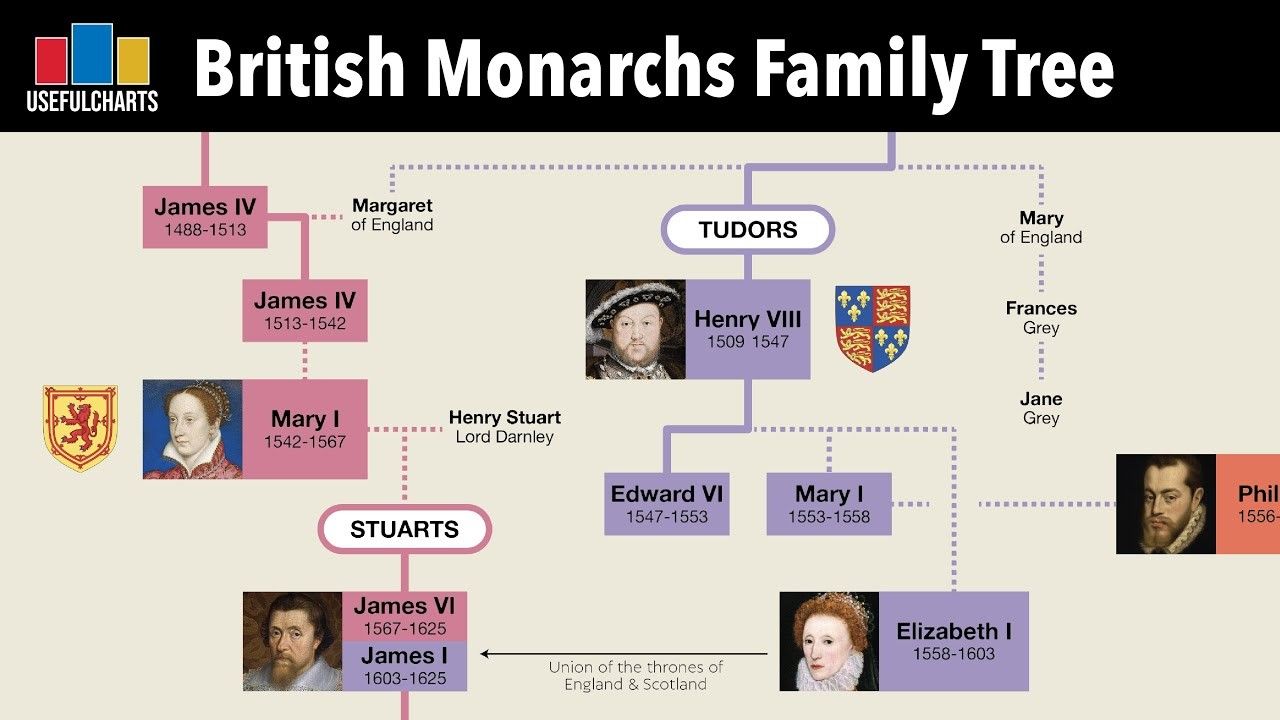 USEFULCHARTS
British Monarchs Family Tree
James IV
1488-1513
Margaret
of England
TUDORS
Mary
of England
James IV
1513-1542
Henry VIII
1509 1547
Frances
Grey
Mary I
1542-1567
Henry Stuart
Lord Darnley
Jane
Grey
Edward VI
1547-1553
Mary I
1553-1558
Phil
1556-
STUARTS
James VI
1567-1625
James I
1603-1625
Union of the thrones of
England & Scotland
Elizabeth I
1558-1603